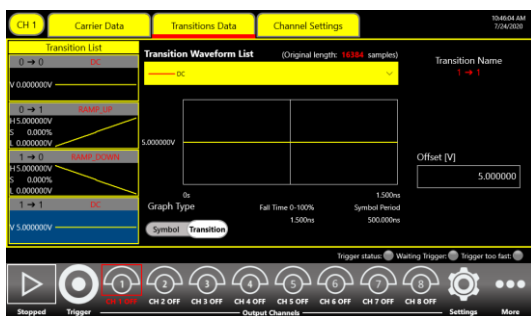 CH 1
Carrier Data
Transitions Data
Channel Settings
10:46:04 AM
7/24/2020
Transition List
0 → 0 DC
V 0.000000V
0 → 1 RAMP_UP
H 5.000000V
S 0.000%
L 0.000000V
1 → 0 RAMP_DOWN
H 5.000000V
S 0.000%
L 0.000000V
1 → 1 DC
V 5.000000V
Transition Waveform List (Original length: 16384 samples)
DC
5.000000V
0s 1.500ns
Graph Type
Symbol Transition
Fall Time 0-100%
1.500ns
Symbol Period
500.000ns
Transition Name
1 → 1
Offset [V]
5.000000
Trigger status: Waiting Trigger: Trigger too fast:
1 2 3 4 5 6 7 8
CH 1 OFF CH 2 OFF CH 3 OFF CH 4 OFF CH 5 OFF CH 6 OFF CH 7 OFF CH 8 OFF
Stopped Trigger Output Channels Settings More